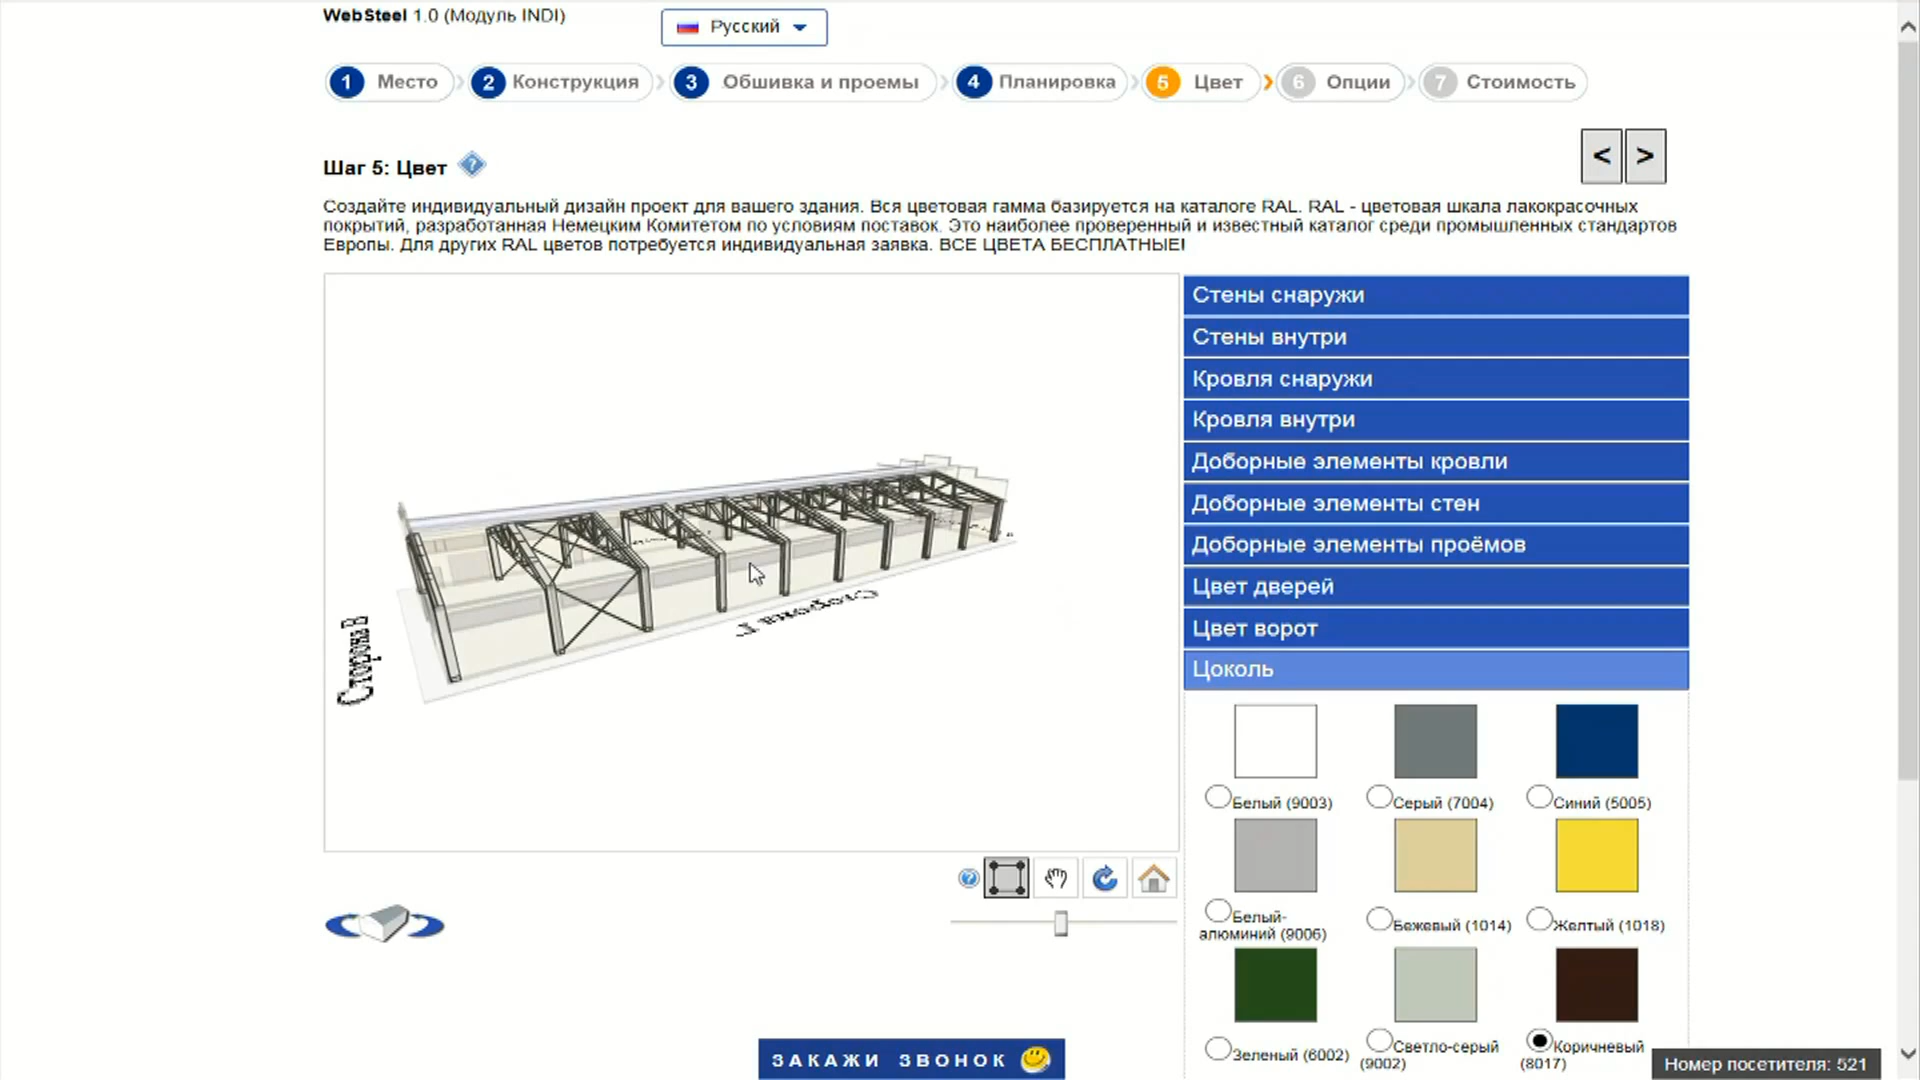 WebSteel 1.0 (Модуль INDI)
Русский
1 Место
2 Конструкция
3 Обшивка и проемы
4 Планировка
5 Цвет
6 Опции
7 Стоимость
< >
Шаг 5: Цвет
Создайте индивидуальный дизайн проект для вашего здания. Вся цветовая гамма базируется на каталоге RAL. RAL - цветовая шкала лакокрасочных
покрытий, разработанная Немецким Комитетом по условиям поставок. Это наиболее проверенный и известный каталог среди промышленных стандартов
Европы. Для других RAL цветов потребуется индивидуальная заявка. ВСЕ ЦВЕТА БЕСПЛАТНЫЕ!
Сторона В
Сторона Г
Стены снаружи
Стены внутри
Кровля снаружи
Кровля внутри
Доборные элементы кровли
Доборные элементы стен
Доборные элементы проёмов
Цвет дверей
Цвет ворот
Цоколь
Белый (9003)
Серый (7004)
Синий (5005)
Белый-
алюминий (9006)
Бежевый (1014)
Желтый (1018)
Зеленый (6002)
Светло-серый
(9002)
Коричневый
(8017)
ЗАКАЖИ ЗВОНОК
Номер посетителя: 521